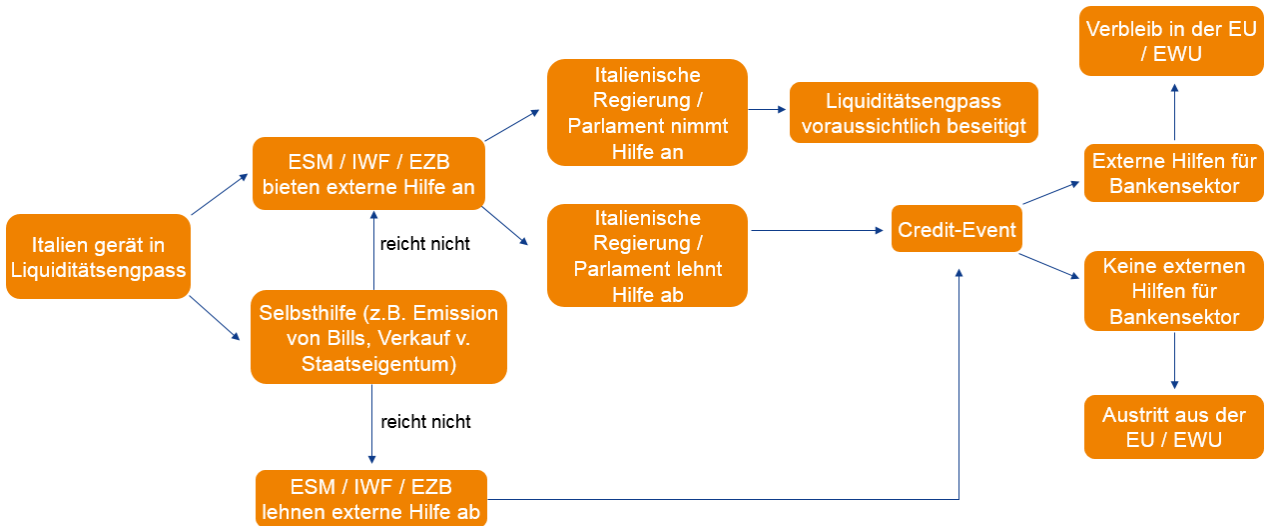 Italien gerät in
Liquiditätsengpass
ESM / IWF / EZB
bieten externe Hilfe an
reicht nicht
Selbsthilfe (z.B. Emission
von Bills, Verkauf v.
Staatseigentum)
reicht nicht
ESM / IWF / EZB
lehnen externe Hilfe ab
Italienische
Regierung /
Parlament nimmt
Hilfe an
Italienische
Regierung /
Parlament lehnt
Hilfe ab
Liquiditätsengpass
voraussichtlich beseitigt
Credit-Event
Verbleib in der EU
/ EWU
Externe Hilfen für
Bankensektor
Keine externen
Hilfen für
Bankensektor
Austritt aus der
EU / EWU